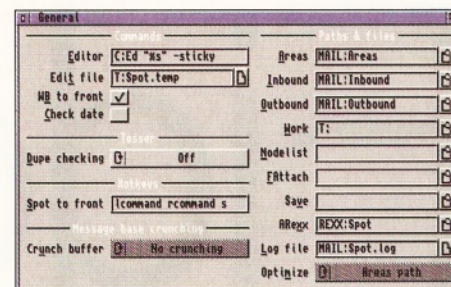 General
Commands
Editor C:Ed "%s" -sticky
Edit file T:Spot.temp
WB to front
Check date
Tosser
Dupe checking Off
Hotkeys
Spot to front lcommand rcommand s
Message base crunching
Crunch buffer No crunching
Paths & files
Areas MAIL:Areas
Inbound MAIL:Inbound
Outbound MAIL:Outbound
Work T:
Nodelist
FAttach
Save
ARexx REXX:Spot
Log file MAIL:Spot.log
Optimize Areas path